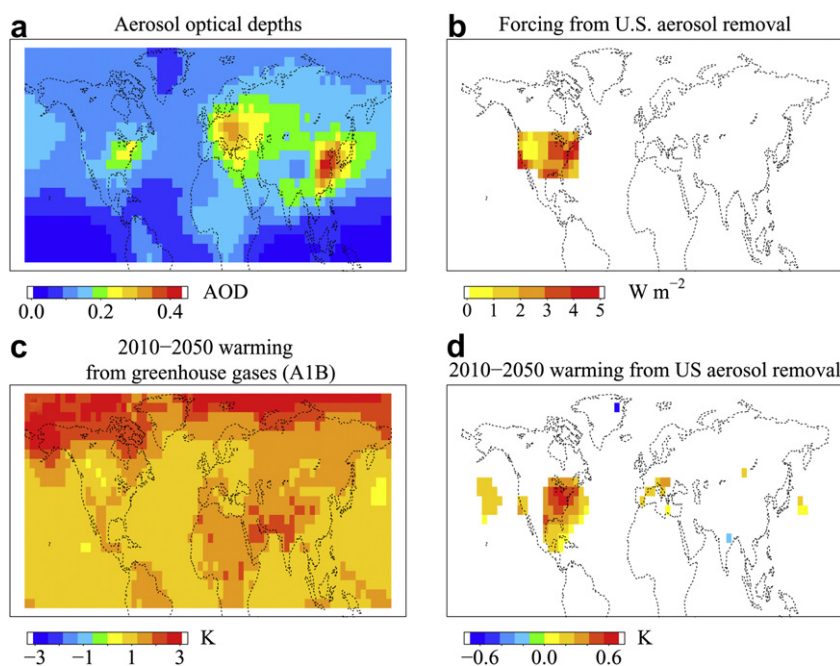 a
Aerosol optical depths
b
Forcing from U.S. aerosol removal
AOD
0.0 0.2 0.4
W m−2
0 1 2 3 4 5
c
2010−2050 warming
from greenhouse gases (A1B)
d
2010−2050 warming from US aerosol removal
K
−3 −1 1 3
K
−0.6 0.0 0.6